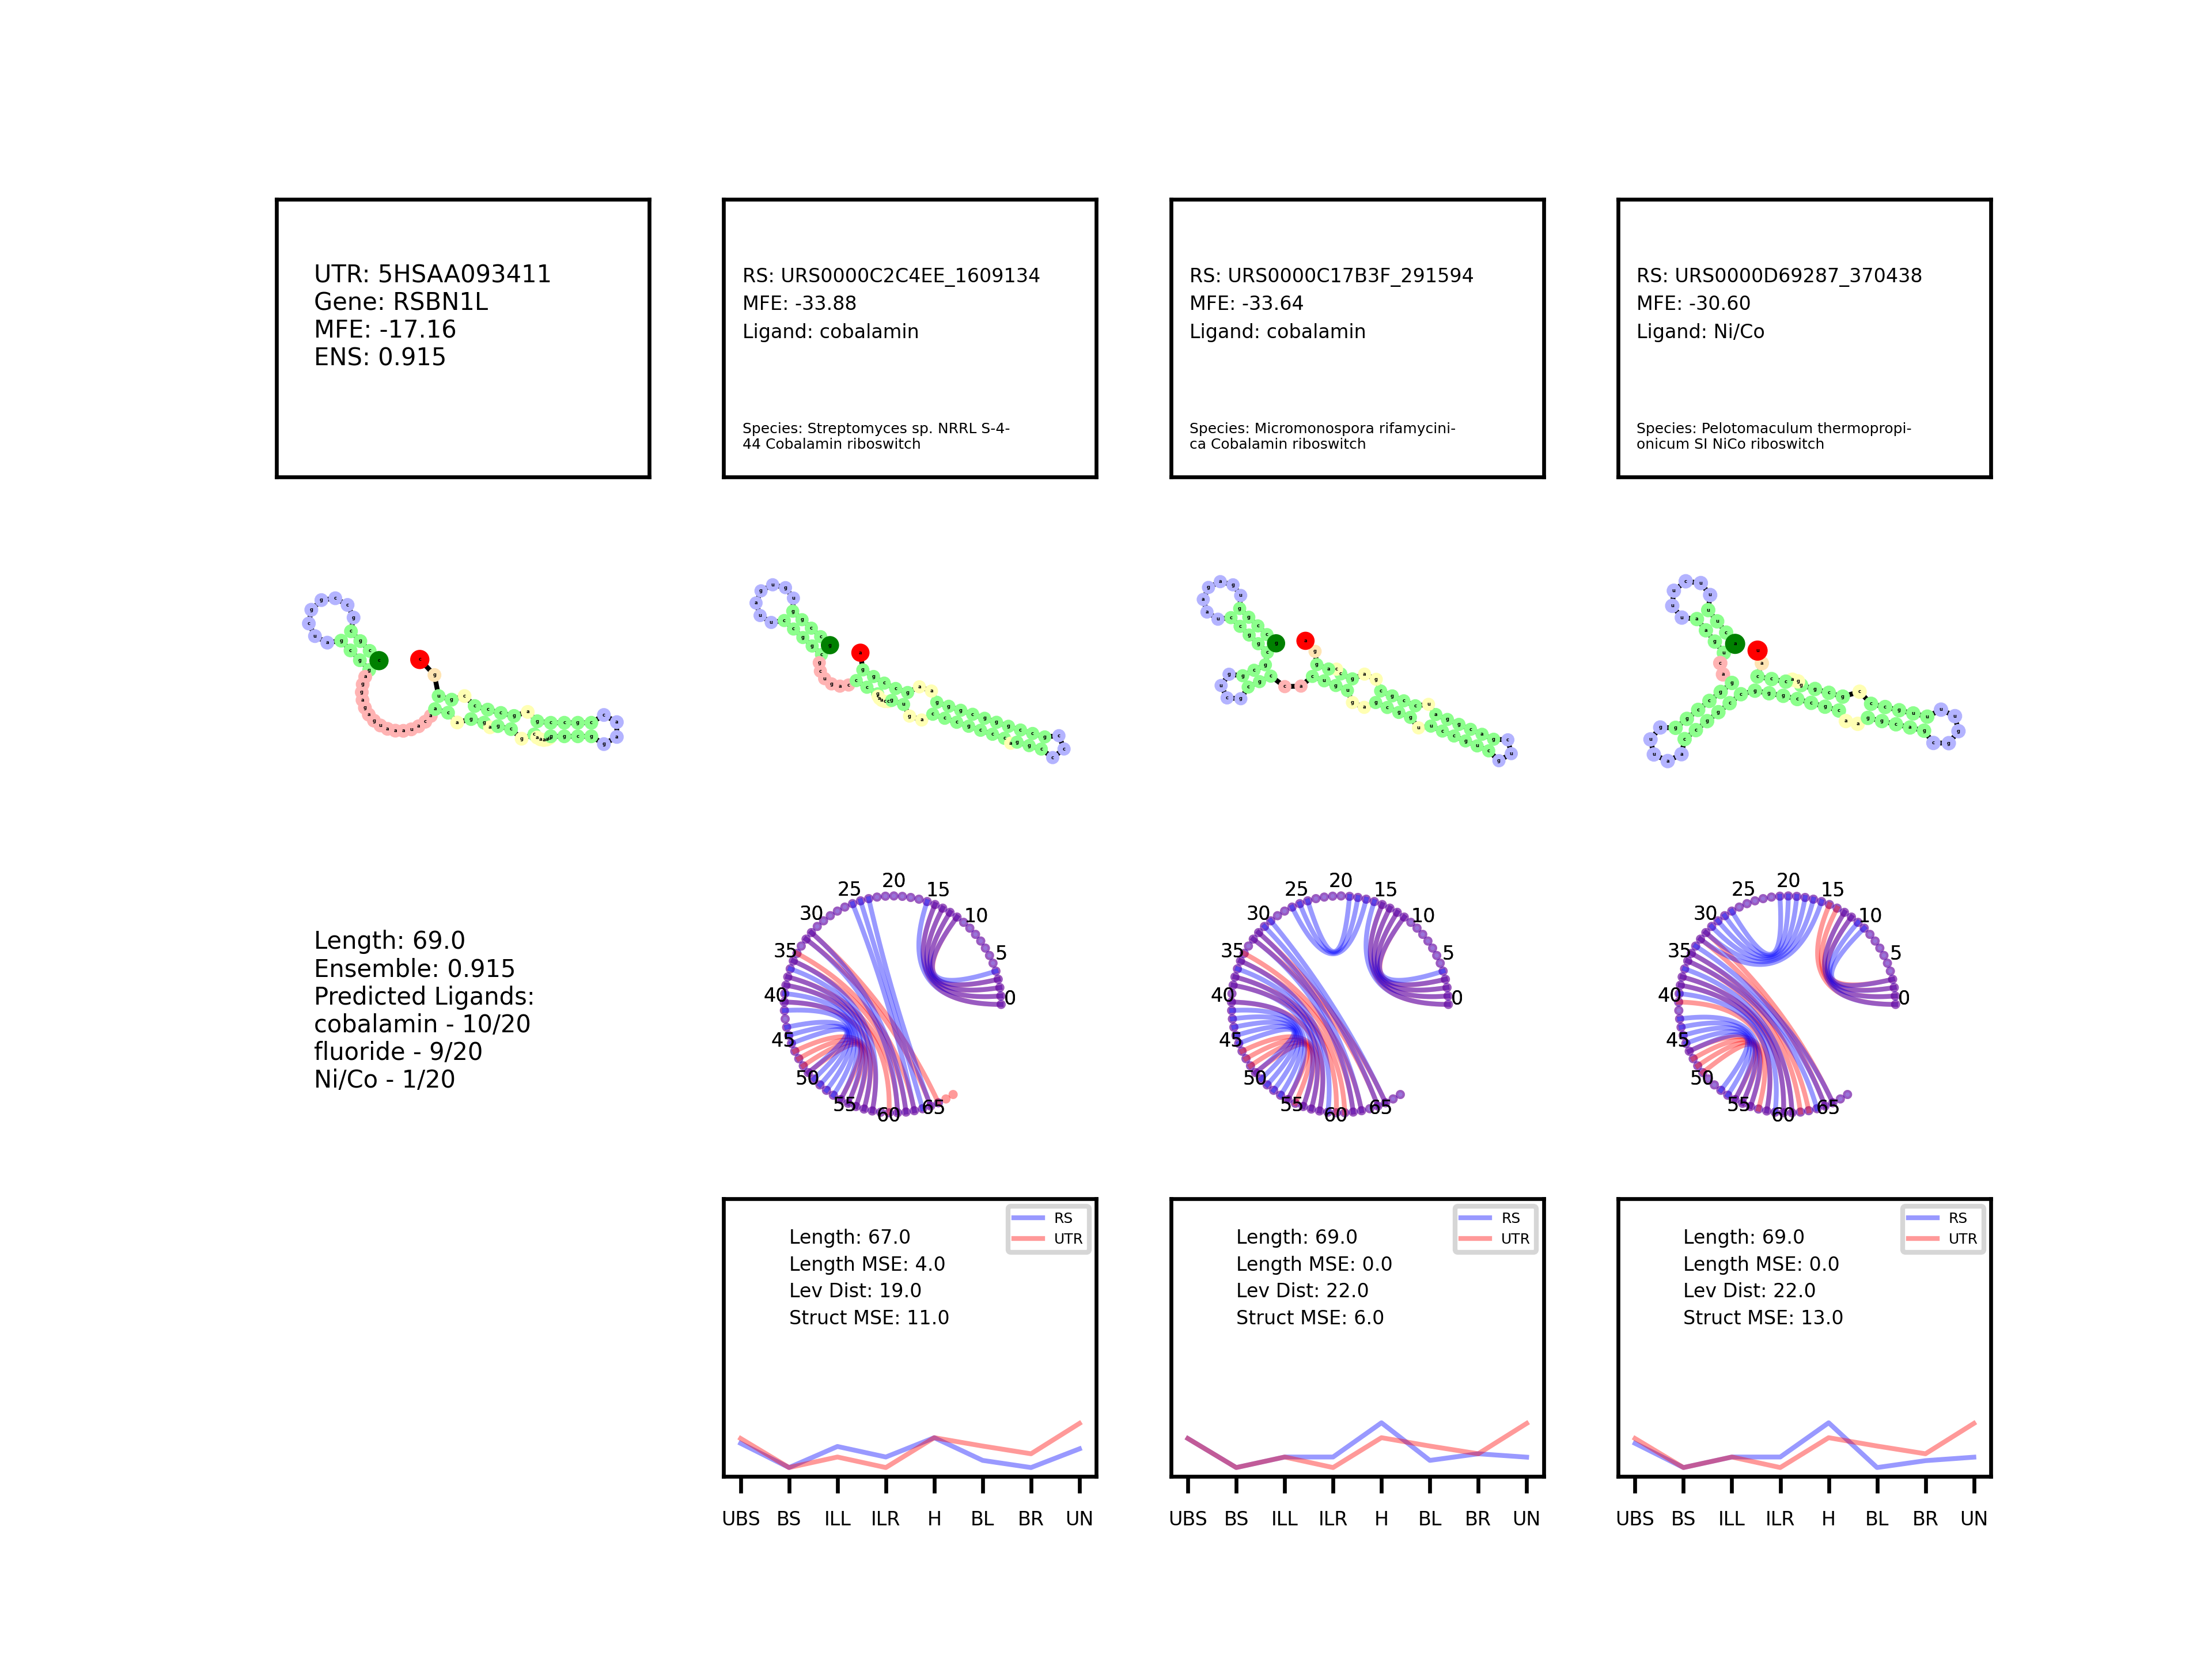 UTR: 5HSAA093411
Gene: RSBN1L
MFE: -17.16
ENS: 0.915
RS: URS0000C2C4EE_1609134
MFE: -33.88
Ligand: cobalamin
Species: Streptomyces sp. NRRL S-4-
44 Cobalamin riboswitch
RS: URS0000C17B3F_291594
MFE: -33.64
Ligand: cobalamin
Species: Micromonospora rifamycini-
ca Cobalamin riboswitch
RS: URS0000D69287_370438
MFE: -30.60
Ligand: Ni/Co
Species: Pelotomaculum thermopropi-
onicum SI NiCo riboswitch
Length: 69.0
Ensemble: 0.915
Predicted Ligands:
cobalamin - 10/20
fluoride - 9/20
Ni/Co - 1/20
0 5 10 15 20 25 30 35 40 45 50 55 60 65
0 5 10 15 20 25 30 35 40 45 50 55 60 65
0 5 10 15 20 25 30 35 40 45 50 55 60 65
RS
UTR
Length: 67.0
Length MSE: 4.0
Lev Dist: 19.0
Struct MSE: 11.0
UBS BS ILL ILR H BL BR UN
RS
UTR
Length: 69.0
Length MSE: 0.0
Lev Dist: 22.0
Struct MSE: 6.0
UBS BS ILL ILR H BL BR UN
RS
UTR
Length: 69.0
Length MSE: 0.0
Lev Dist: 22.0
Struct MSE: 13.0
UBS BS ILL ILR H BL BR UN